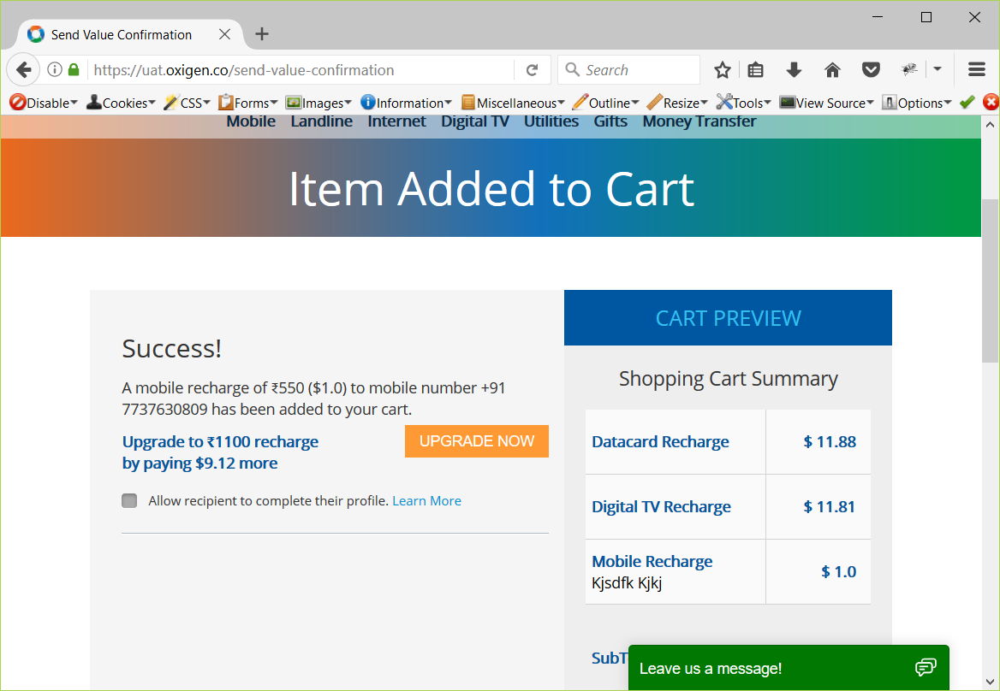 Send Value Confirmation
https://uat.oxigen.co/send-value-confirmation
Search
Disable Cookies CSS Forms Images Information Miscellaneous Outline Resize Tools View Source Options
Mobile Landline Internet Digital TV Utilities Gifts Money Transfer
Item Added to Cart
Success!
A mobile recharge of ₹550 ($1.0) to mobile number +91
7737630809 has been added to your cart.
Upgrade to ₹1100 recharge
by paying $9.12 more
UPGRADE NOW
Allow recipient to complete their profile. Learn More
CART PREVIEW
Shopping Cart Summary
Datacard Recharge $ 11.88
Digital TV Recharge $ 11.81
Mobile Recharge $ 1.0
Kjsdfk Kjkj
SubT
Leave us a message!